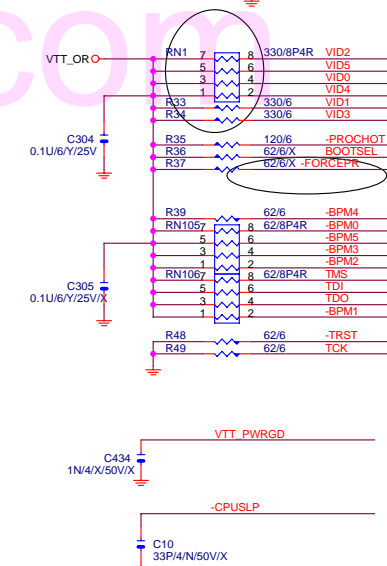 com
VTT_OR RN1 7 8 330/8P4R VID2
5 6 VID5
3 4 VID0
1 2 VID4
R33 330/6 VID1
R34 330/6 VID3
C304
0.1U/6/Y/25V
R35 120/6 -PROCHOT
R36 62/6/X BOOTSEL
R37 62/6/X -FORCEPR
R39 62/6 -BPM4
RN105 7 8 62/8P4R -BPM0
5 6 -BPM5
3 4 -BPM3
1 2 -BPM2
RN106 7 8 62/8P4R TMS
C305
0.1U/6/Y/25V/X
5 6 TDI
3 4 TDO
1 2 -BPM1
R48 62/6 -TRST
R49 62/6 TCK
VTT_PWRGD
C434
1N/4/X/50V/X
-CPUSLP
C10
33P/4/N/50V/X